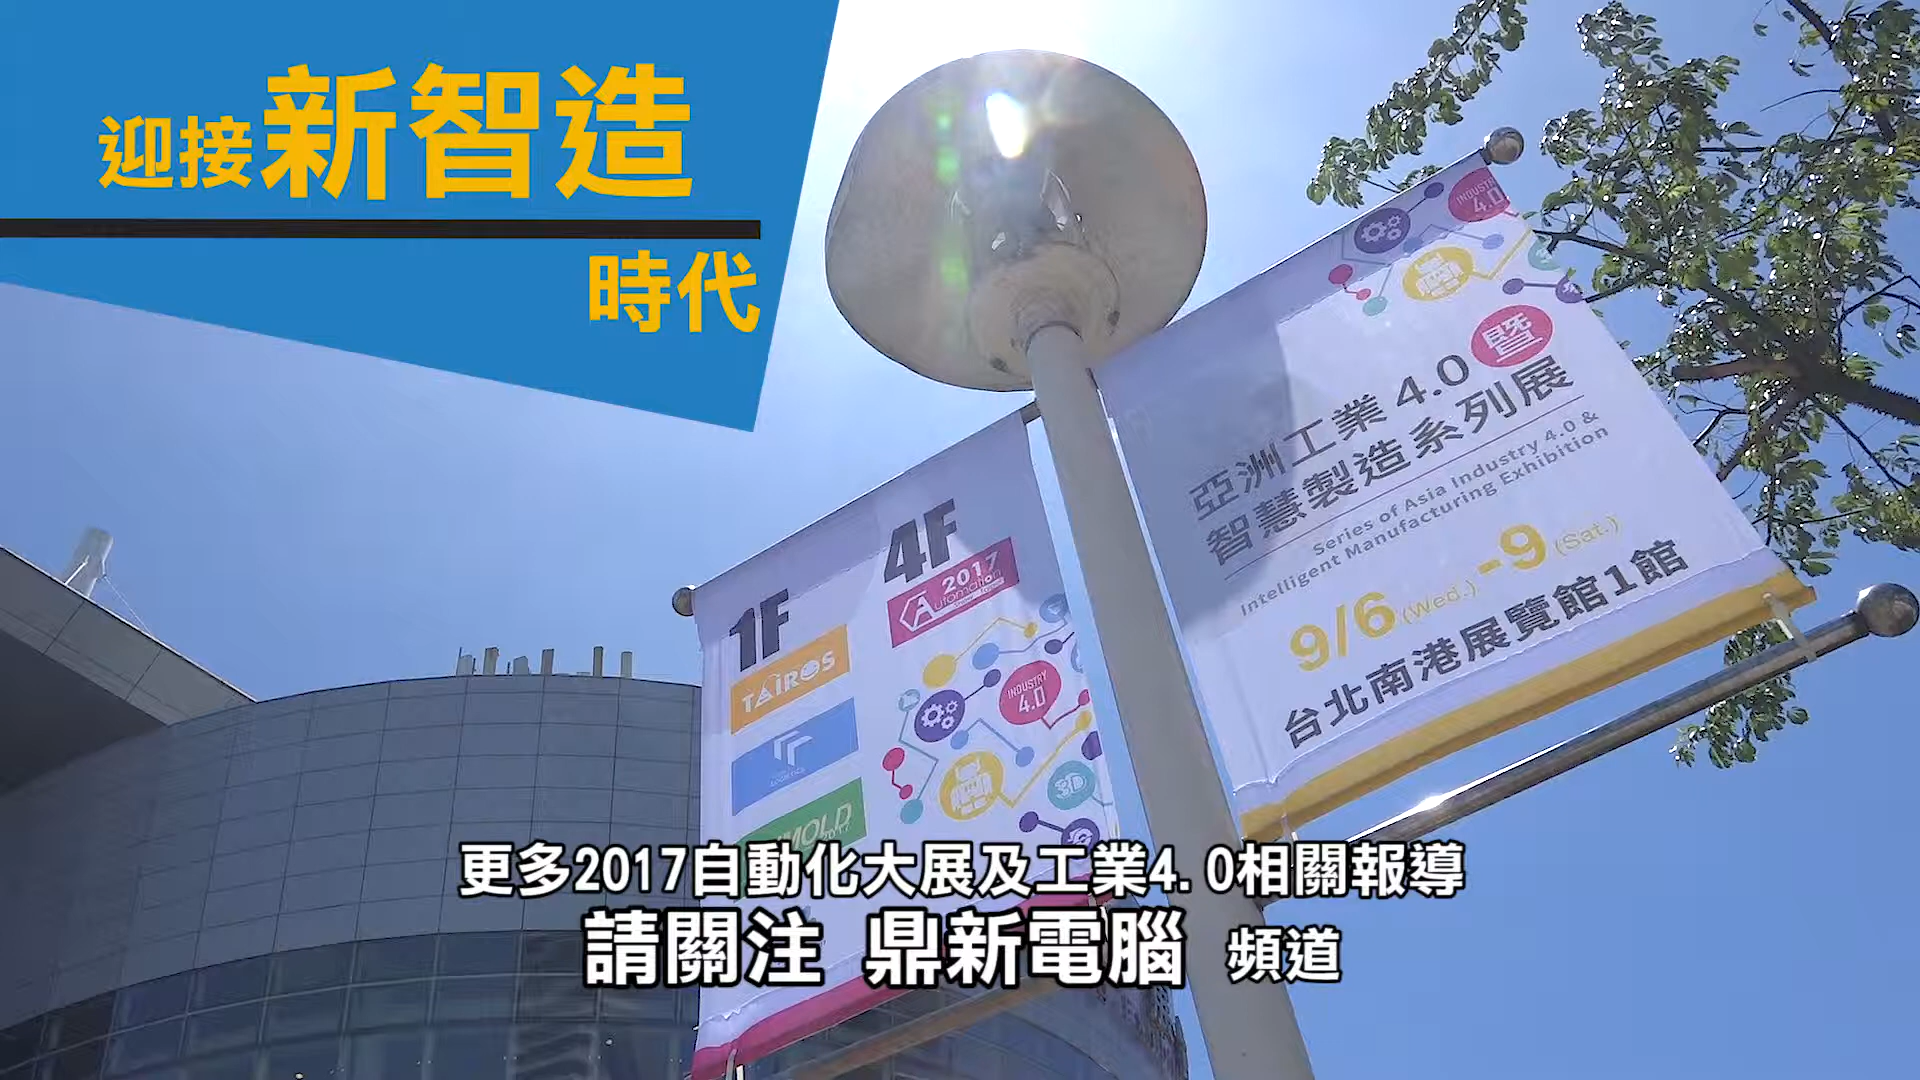 迎接新智造
時代
INDUSTRY
4.0
亞洲工業 4.0 暨
智慧製造系列展
Series of Asia Industry 4.0 &
Intelligent Manufacturing Exhibition
9/6 (Wed.) -9 (Sat.)
台北南港展覽館1館
4F
2017
Automation
1F
TAIROS
LOGISTICS
MOLD
INDUSTRY
4.0
3D
更多2017自動化大展及工業4.0相關報導
請關注 鼎新電腦 頻道